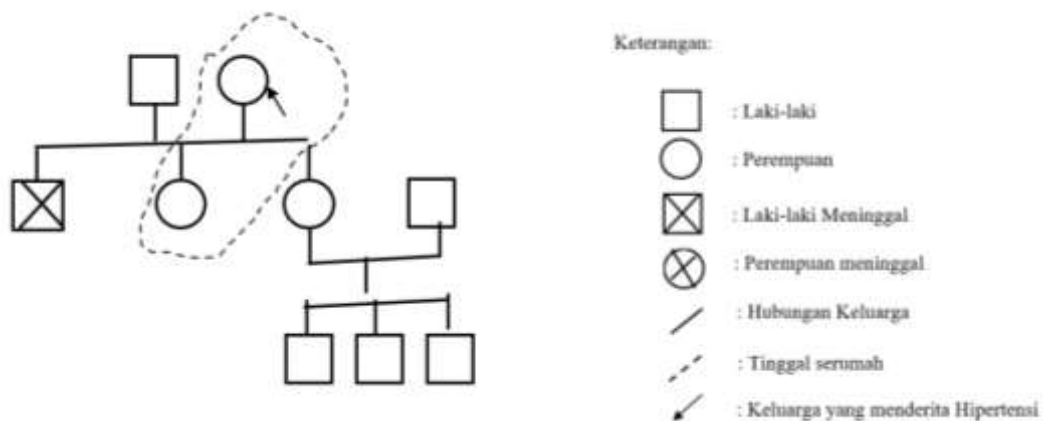 Keterangan:
: Laki-laki
: Perempuan
: Laki-laki Meninggal
: Perempuan meninggal
: Hubungan Keluarga
: Tinggal serumah
: Keluarga yang menderita Hipertensi